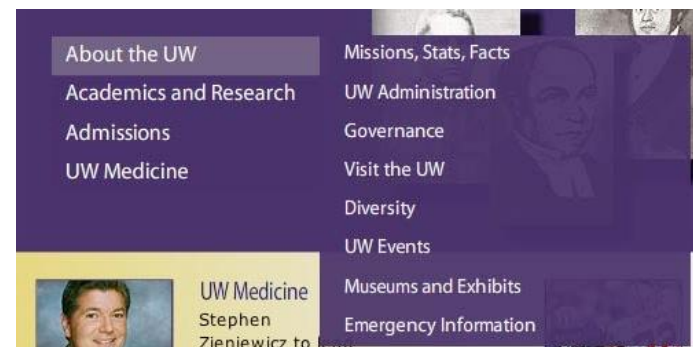 About the UW
Academics and Research
Admissions
UW Medicine
Missions, Stats, Facts
UW Administration
Governance
Visit the UW
Diversity
UW Events
Museums and Exhibits
Emergency Information
UW Medicine
Stephen
Zieniewicz to lead